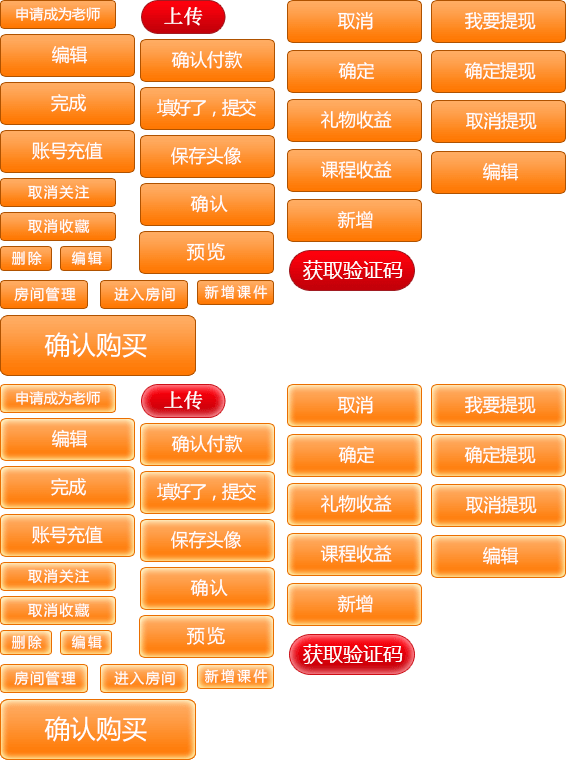 申请成为老师
上传
取消
我要提现
编辑
确认付款
确定
确定提现
完成
填好了，提交
礼物收益
取消提现
账号充值
保存头像
课程收益
编辑
取消关注
确认
新增
取消收藏
预览
删除
编辑
获取验证码
房间管理
进入房间
新增课件
确认购买
申请成为老师
上传
取消
我要提现
编辑
确认付款
确定
确定提现
完成
填好了，提交
礼物收益
取消提现
账号充值
保存头像
课程收益
编辑
取消关注
确认
新增
取消收藏
预览
删除
编辑
获取验证码
房间管理
进入房间
新增课件
确认购买